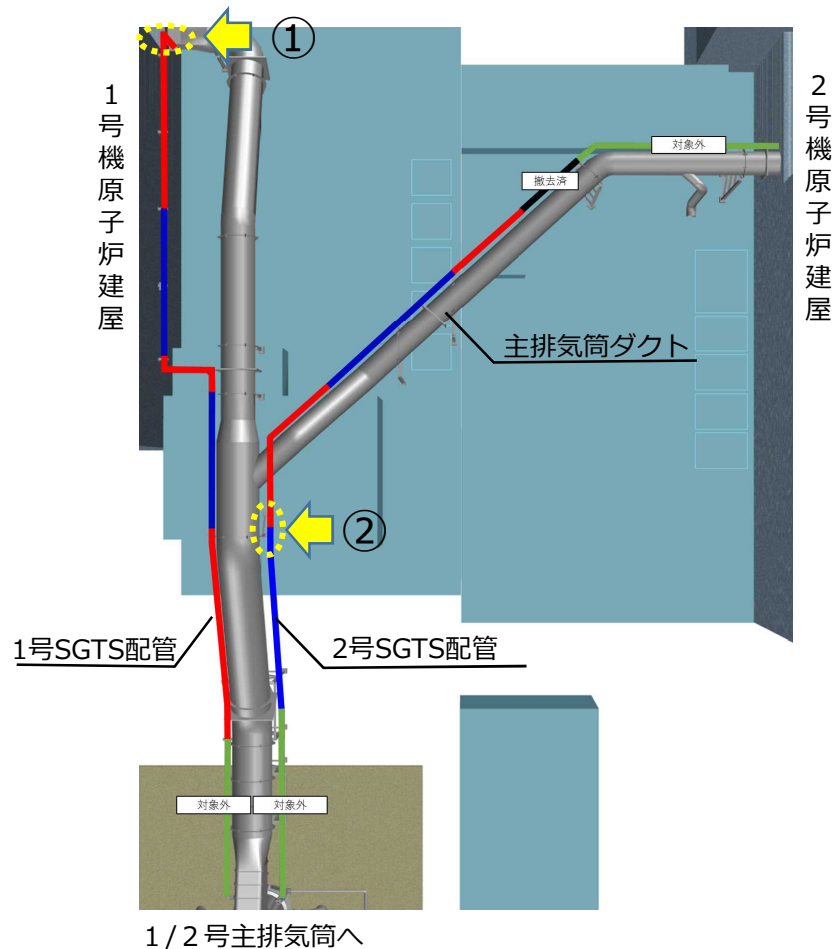 ①
1号機原子炉建屋
2号機原子炉建屋
対象外
撤去済
主排気筒ダクト
②
1号SGTS配管
2号SGTS配管
対象外
対象外
1/2号主排気筒へ